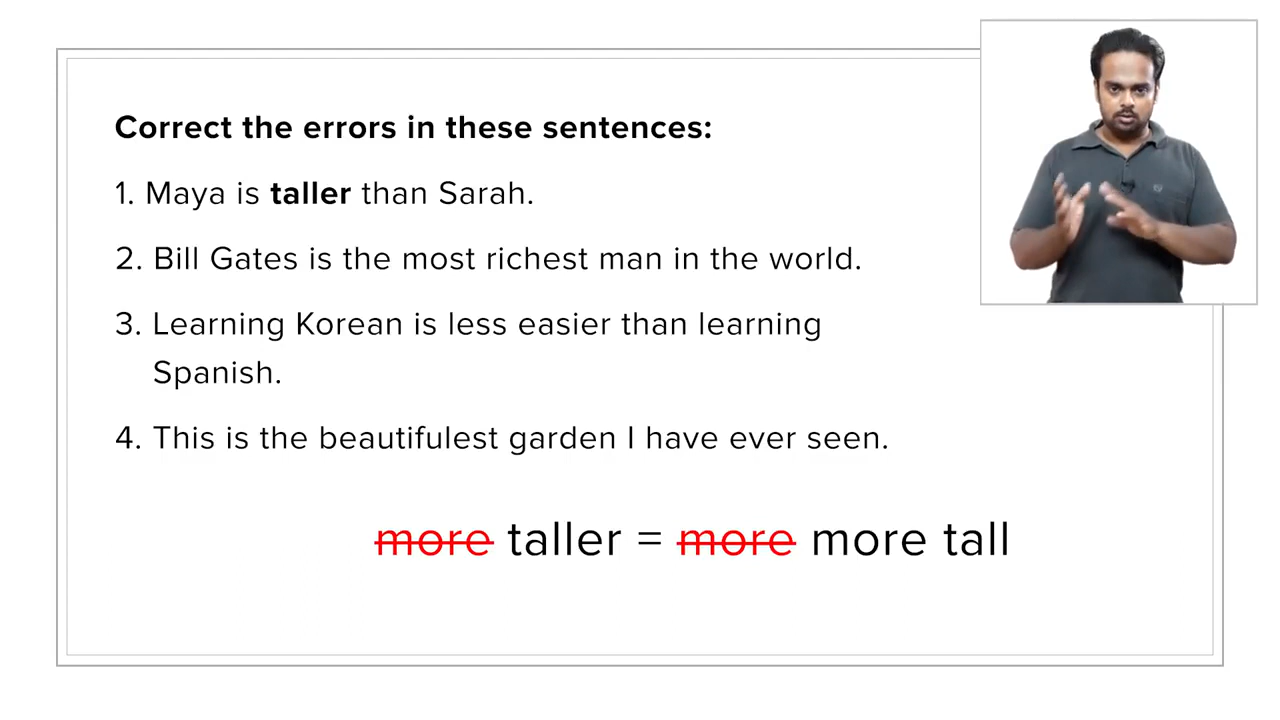 Correct the errors in these sentences:
1. Maya is taller than Sarah.
2. Bill Gates is the most richest man in the world.
3. Learning Korean is less easier than learning
Spanish.
4. This is the beautifulest garden I have ever seen.
more taller = more more tall